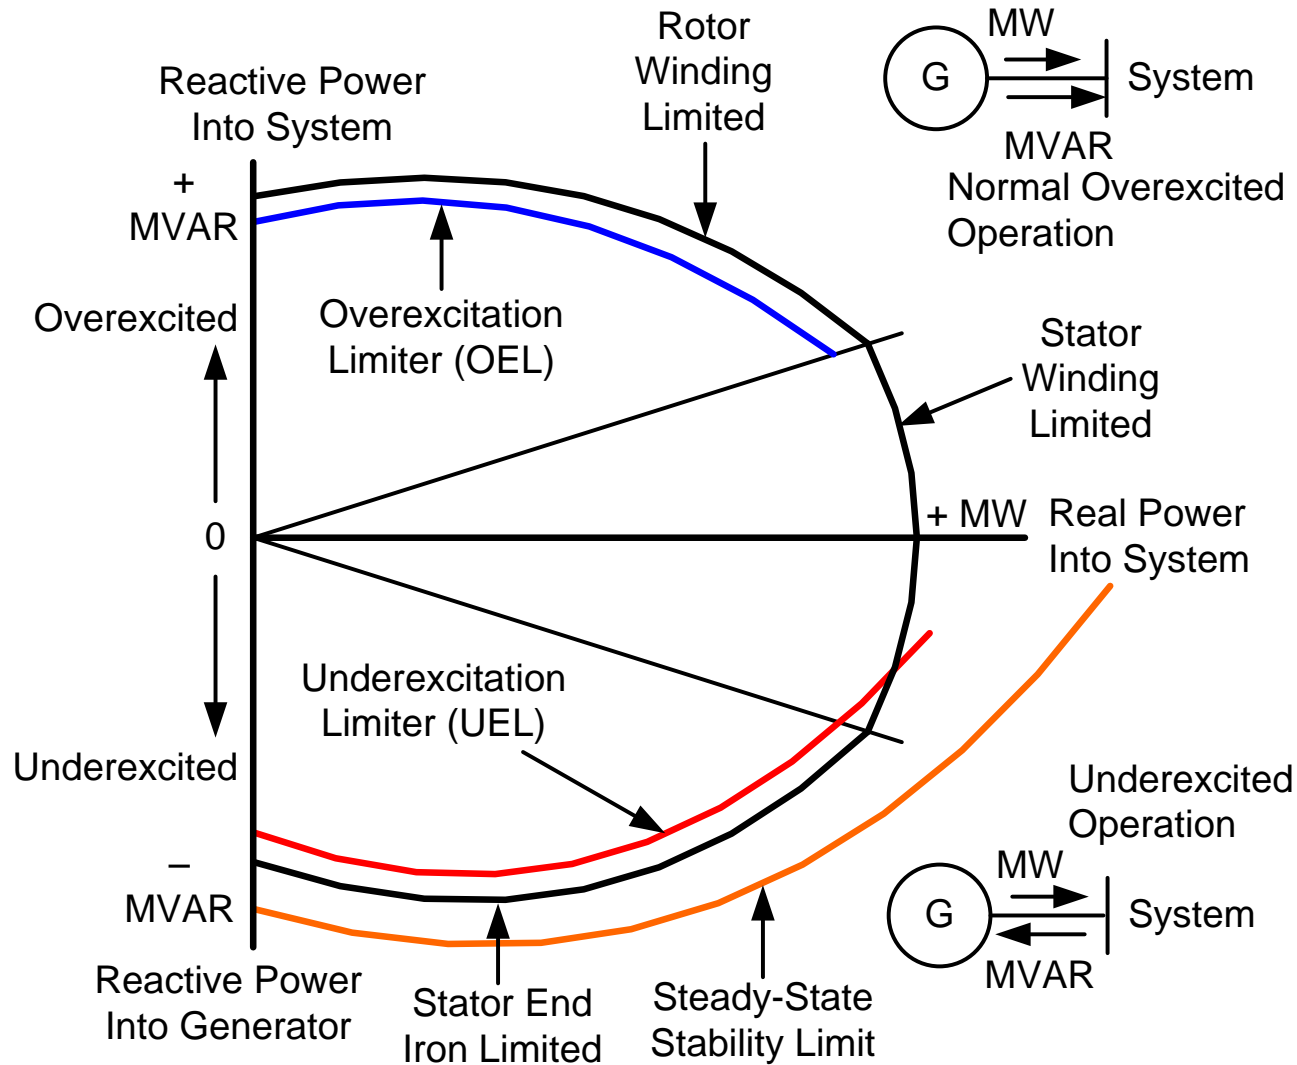 Reactive Power
Into System
+
MVAR
Overexcited
0
Underexcited
–
MVAR
Reactive Power
Into Generator
Rotor
Winding
Limited
Overexcitation
Limiter (OEL)
Underexcitation
Limiter (UEL)
Stator End
Iron Limited
Steady-State
Stability Limit
MW
G
System
MVAR
Normal Overexcited
Operation
Stator
Winding
Limited
+ MW
Real Power
Into System
Underexcited
Operation
MW
G
System
MVAR